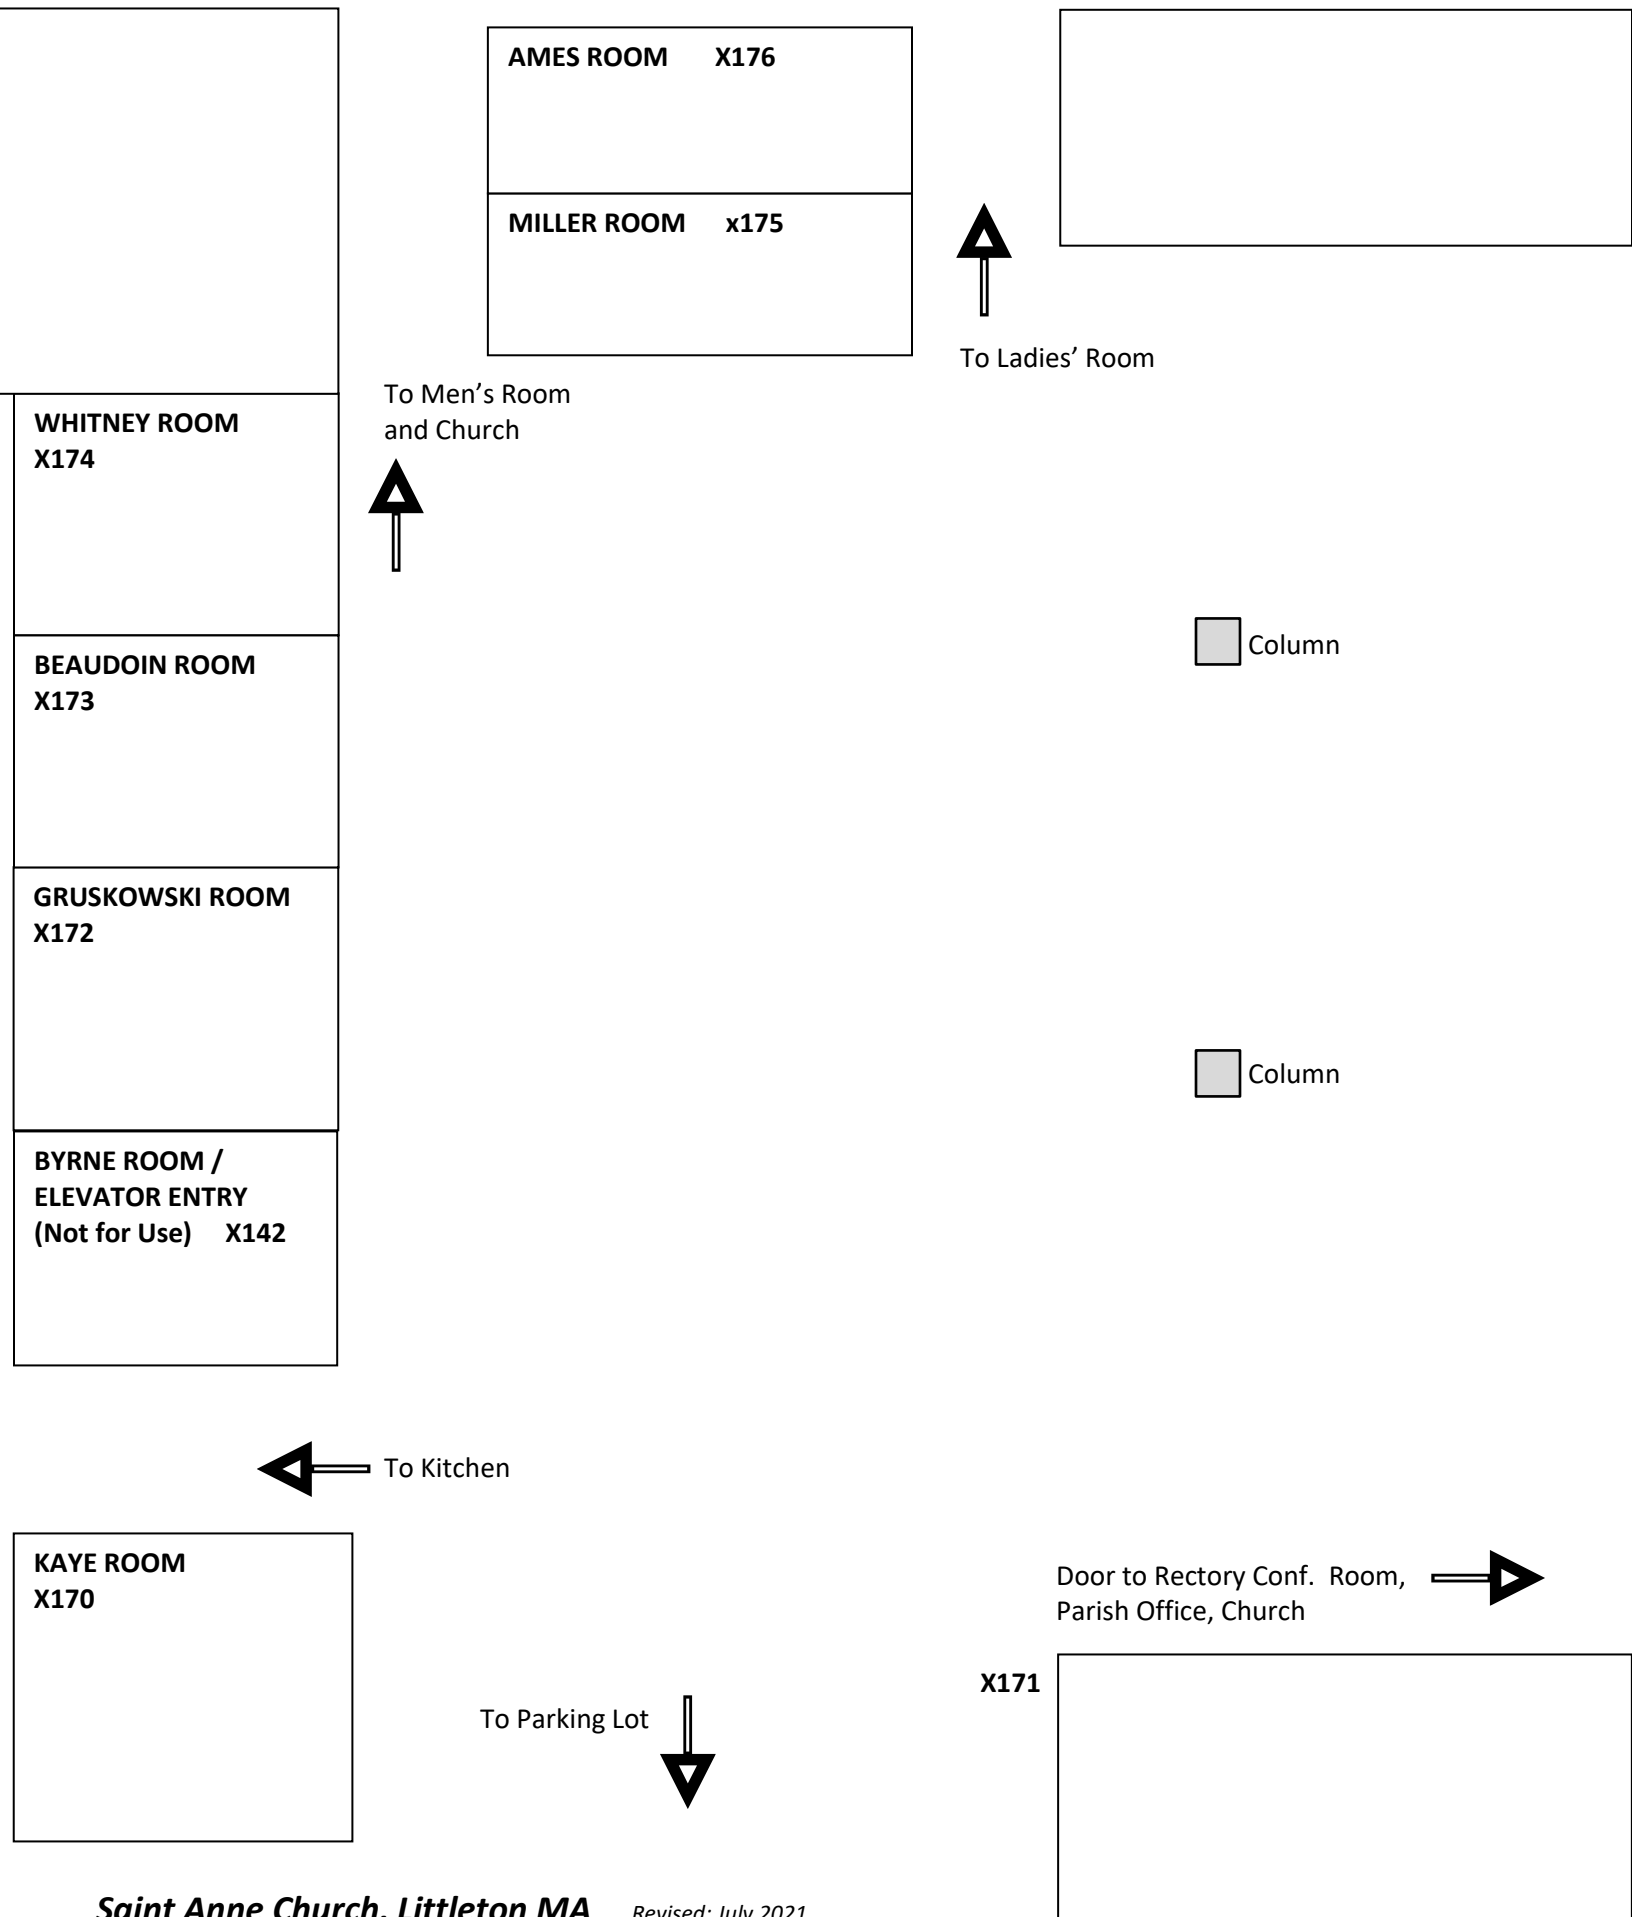 AMES ROOM X176
MILLER ROOM x175
To Ladies’ Room
To Men’s Room
and Church
WHITNEY ROOM
X174
Column
BEAUDOIN ROOM
X173
GRUSKOWSKI ROOM
X172
Column
BYRNE ROOM /
ELEVATOR ENTRY
(Not for Use) X142
To Kitchen
KAYE ROOM
X170
Door to Rectory Conf. Room,
Parish Office, Church
X171
To Parking Lot
Saint Anne Church, Littleton MA Revised: July 2021